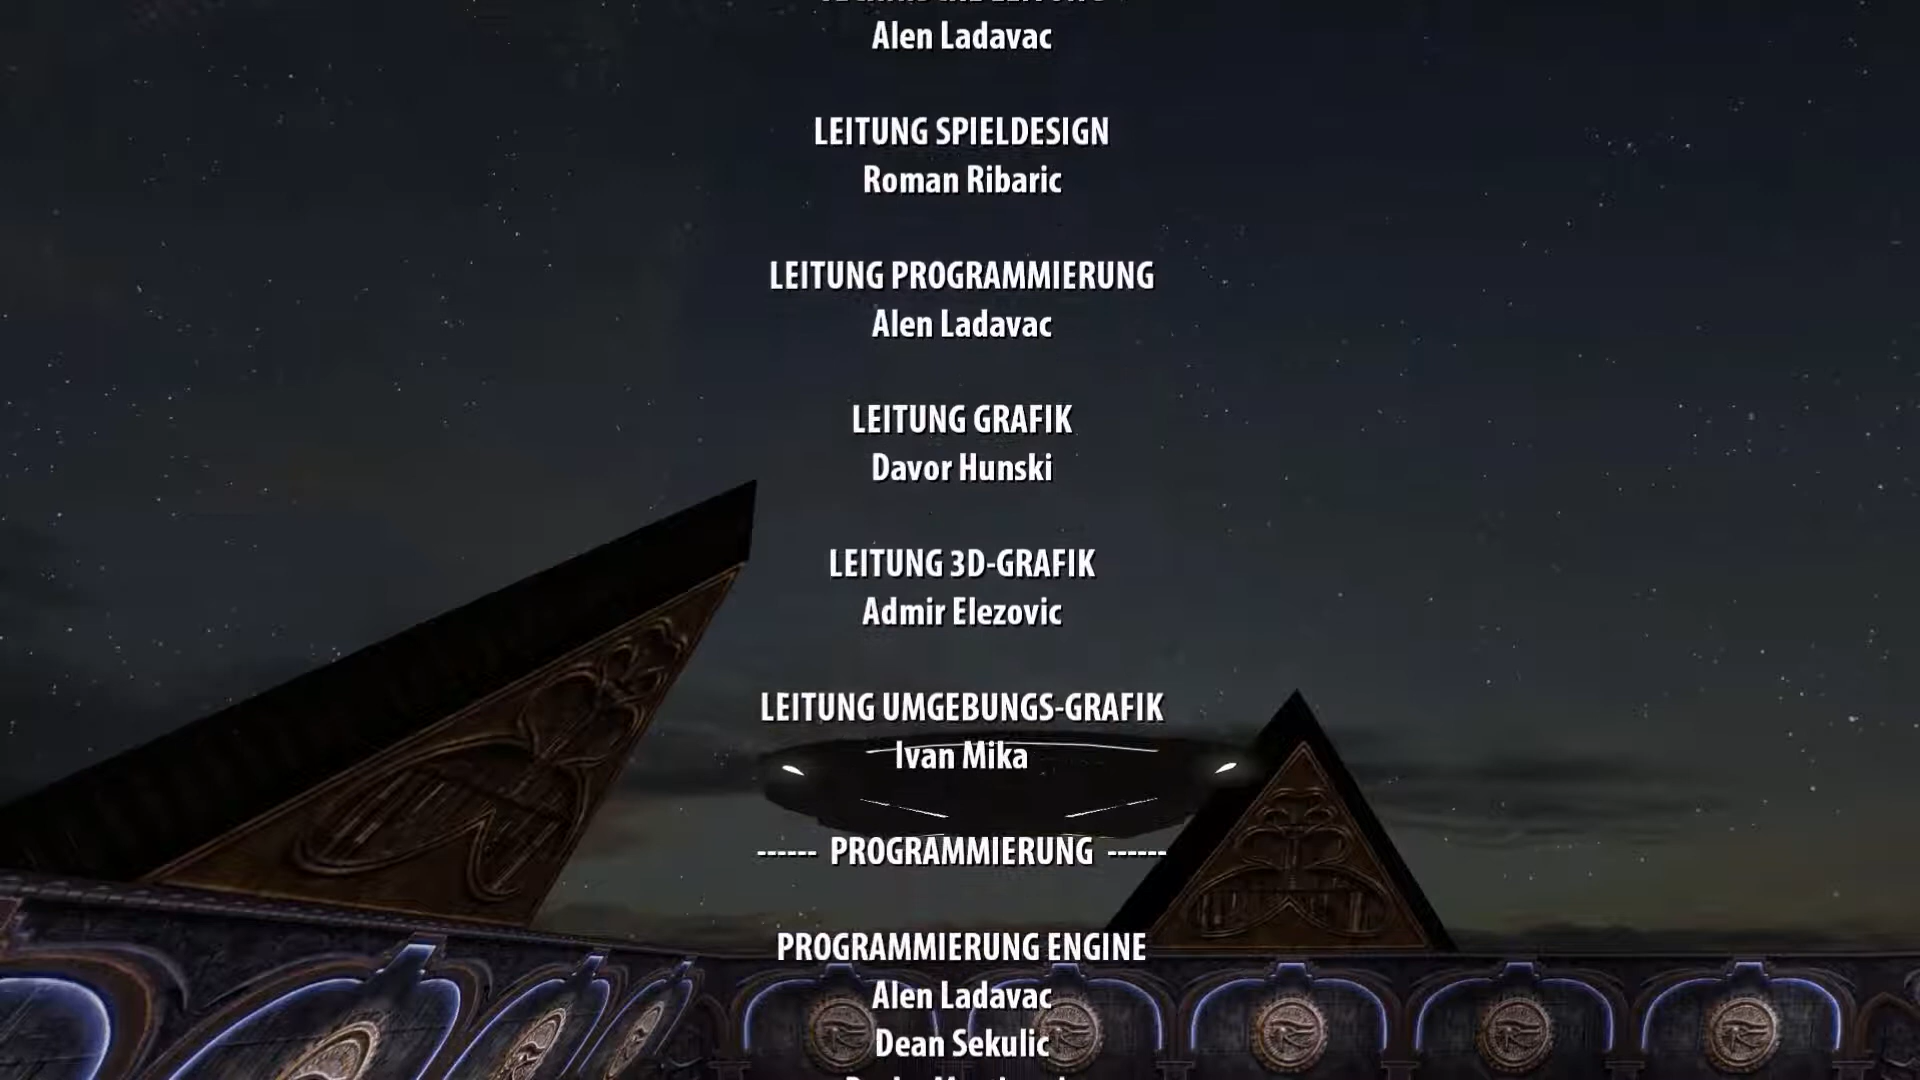 Alen Ladavac
LEITUNG SPIELDESIGN
Roman Ribaric
LEITUNG PROGRAMMIERUNG
Alen Ladavac
LEITUNG GRAFIK
Davor Hunski
LEITUNG 3D-GRAFIK
Admir Elezovic
LEITUNG UMGEBUNGS-GRAFIK
Ivan Mika
------ PROGRAMMIERUNG ------
PROGRAMMIERUNG ENGINE
Alen Ladavac
Dean Sekulic